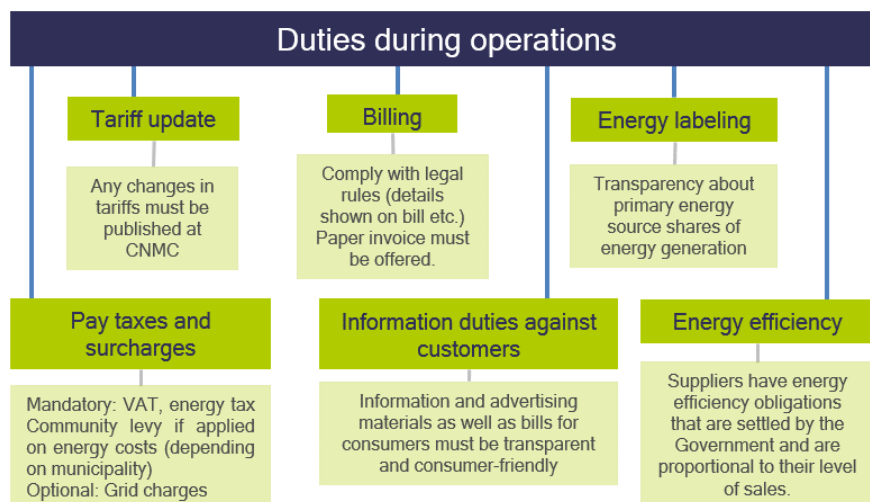 Duties during operations
Tariff update
Any changes in
tariffs must be
published at
CNMC
Billing
Comply with legal
rules (details
shown on bill etc.)
Paper invoice must
be offered.
Energy labeling
Transparency about
primary energy
source shares of
energy generation
Pay taxes and
surcharges
Mandatory: VAT, energy tax
Community levy if applied
on energy costs (depending
on municipality)
Optional: Grid charges
Information duties against
customers
Information and advertising
materials as well as bills for
consumers must be transparent
and consumer-friendly
Energy efficiency
Suppliers have energy
efficiency obligations
that are settled by the
Government and are
proportional to their level
of sales.